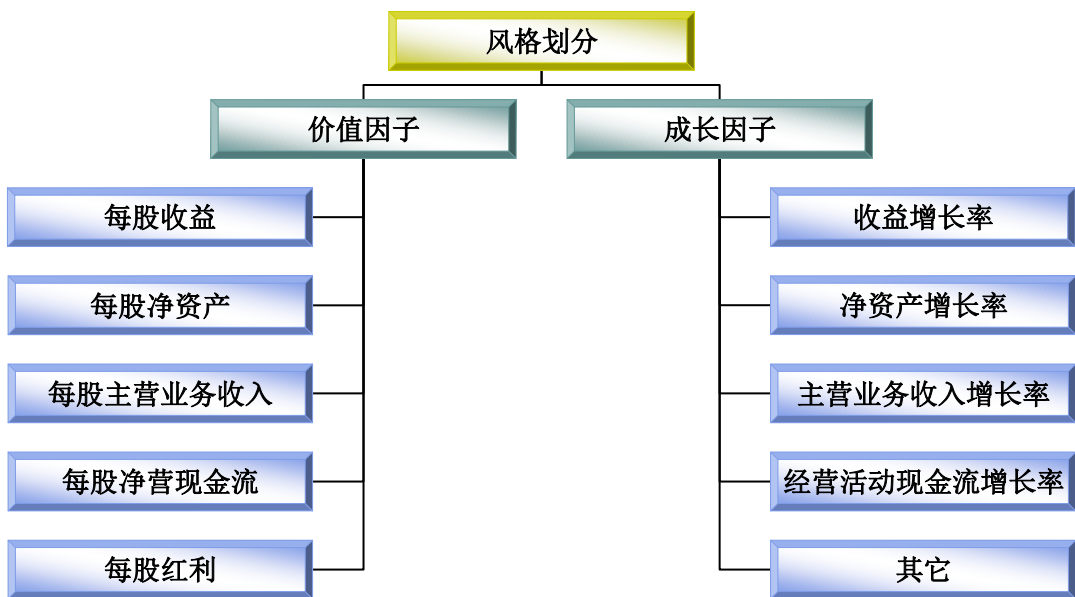 风格划分
价值因子
成长因子
每股收益
每股净资产
每股主营业务收入
每股净营现金流
每股红利
收益增长率
净资产增长率
主营业务收入增长率
经营活动现金流增长率
其它